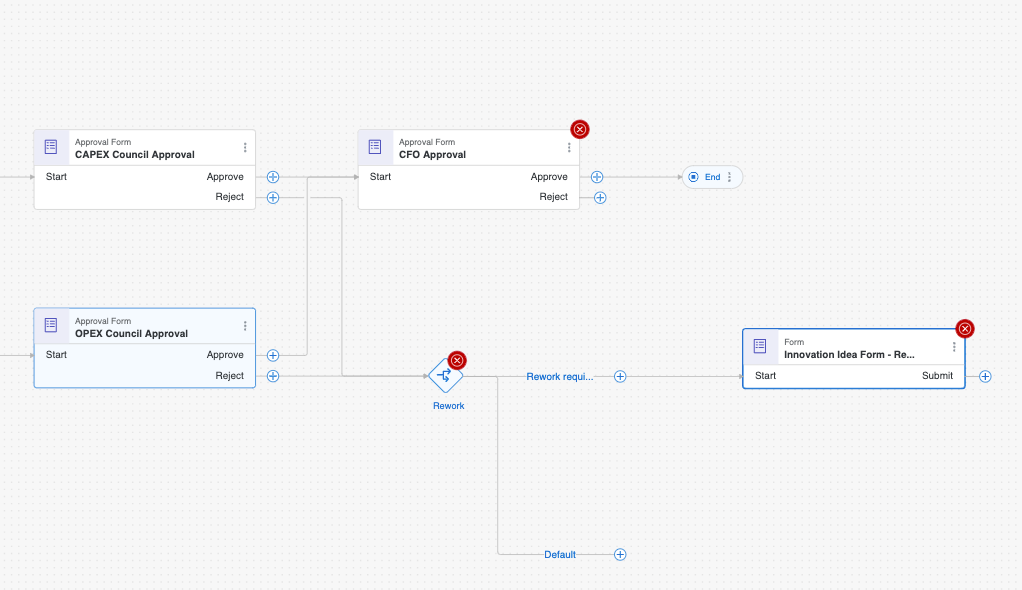 Approval Form
CAPEX Council Approval
Start
Approve
Reject
Approval Form
CFO Approval
Start
Approve
Reject
End
Approval Form
OPEX Council Approval
Start
Approve
Reject
Rework
Rework requi...
Form
Innovation Idea Form - Re...
Start
Submit
Default